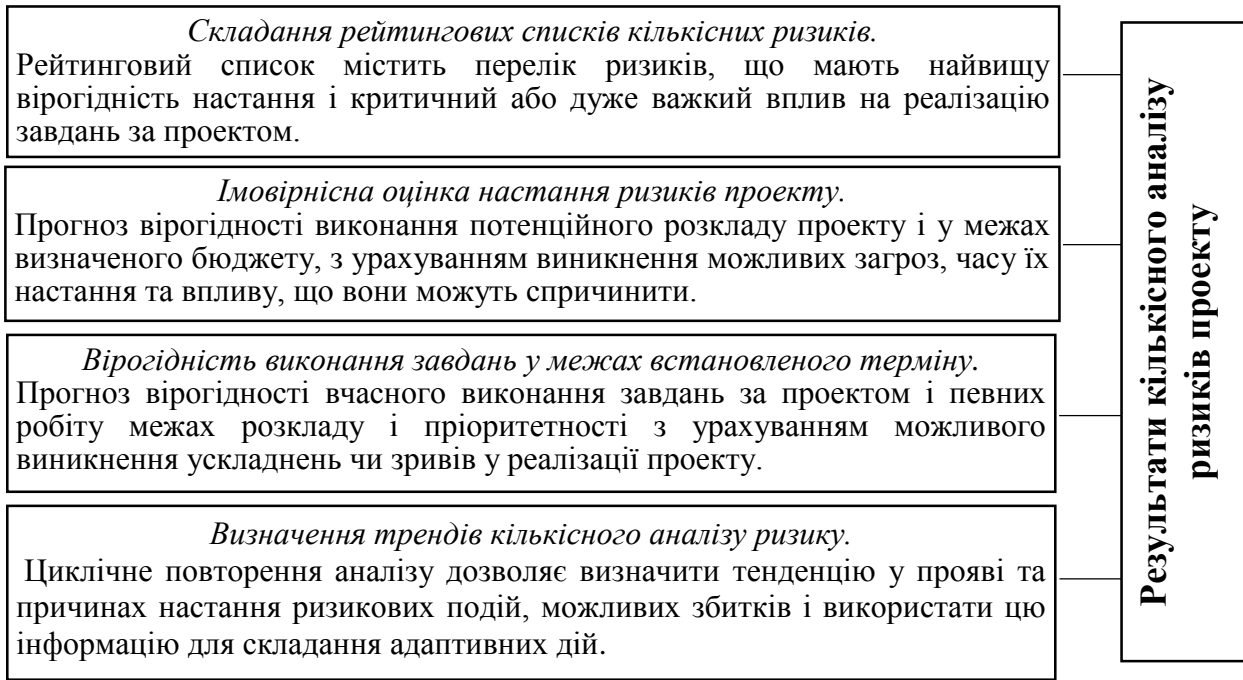 Складання рейтингових списків кількісних ризиків.
Рейтинговий список містить перелік ризиків, що мають найвищу
вірогідність настання і критичний або дуже важкий вплив на реалізацію
завдань за проектом.
Імовірнісна оцінка настання ризиків проекту.
Прогноз вірогідності виконання потенційного розкладу проекту і у межах
визначеного бюджету, з урахуванням виникнення можливих загроз, часу їх
настання та впливу, що вони можуть спричинити.
Вірогідність виконання завдань у межах встановленого терміну.
Прогноз вірогідності вчасного виконання завдань за проектом і певних
робіту межах розкладу і пріоритетності з урахуванням можливого
виникнення ускладнень чи зривів у реалізації проекту.
Визначення трендів кількісного аналізу ризику.
Циклічне повторення аналізу дозволяє визначити тенденцію у прояві та
причинах настання ризикових подій, можливих збитків і використати цю
інформацію для складання адаптивних дій.
Результати кількісного аналізу
ризиків проекту